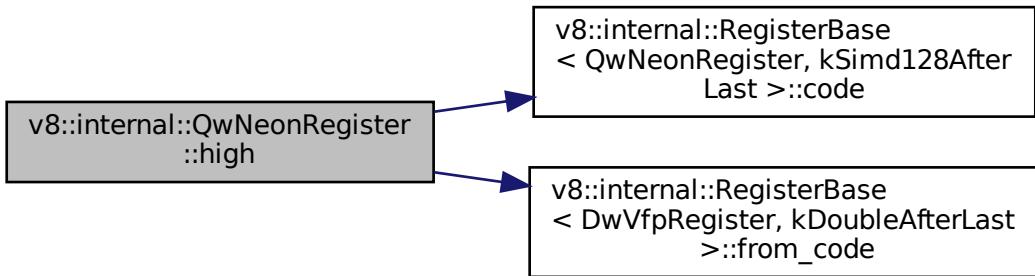 v8::internal::QwNeonRegister
::high
v8::internal::RegisterBase
< QwNeonRegister, kSimd128After
Last >::code
v8::internal::RegisterBase
< DwVfpRegister, kDoubleAfterLast
>::from_code